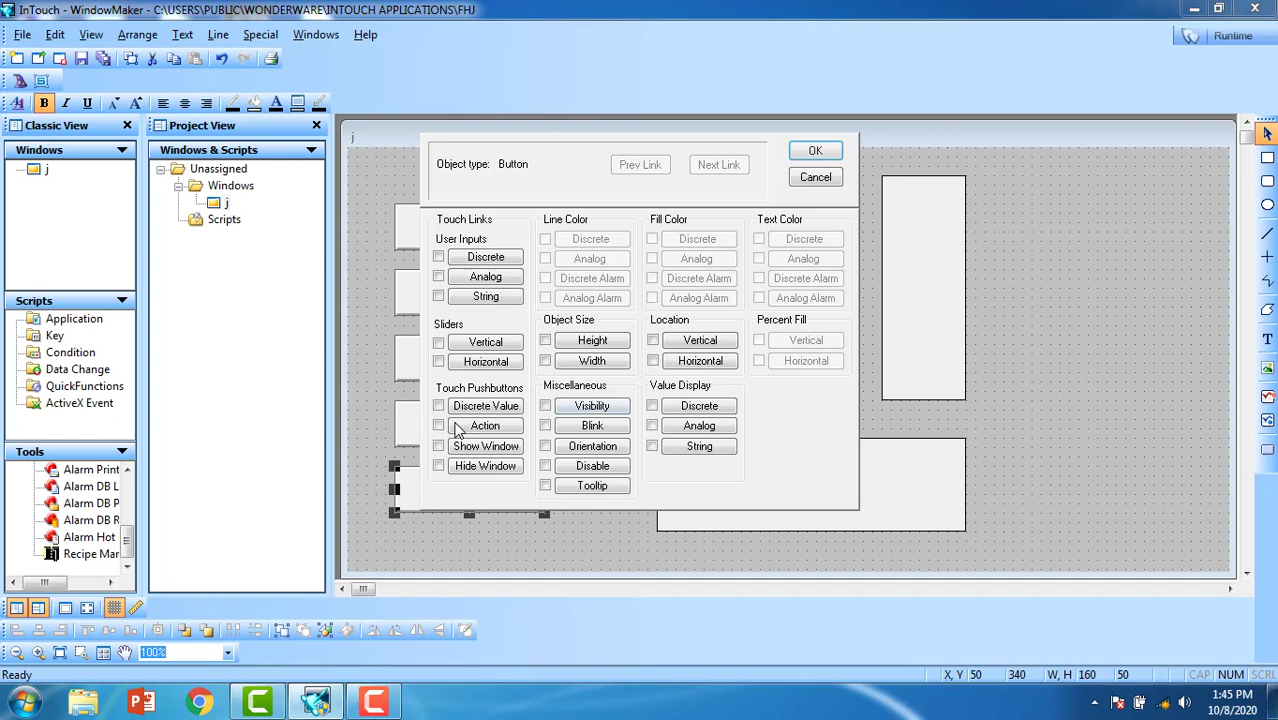 InTouch - WindowMaker - C:\USERS\PUBLIC\WONDERWARE\INTOUCH APPLICATIONS\FHJ
File Edit View Arrange Text Line Special Windows Help
Runtime
B I U A A A
Classic View
Windows
j
Scripts
Application
Key
Condition
Data Change
QuickFunctions
ActiveX Event
Tools
Alarm Print
Alarm DB L
Alarm DB P
Alarm DB R
Alarm Hot
Recipe Mar
Project View
Windows & Scripts
Unassigned
Windows
j
Scripts
j
Object type: Button
Prev Link Next Link
OK
Cancel
Touch Links
User Inputs
Discrete
Analog
String
Sliders
Vertical
Horizontal
Touch Pushbuttons
Discrete Value
Action
Show Window
Hide Window
Line Color
Discrete
Analog
Discrete Alarm
Analog Alarm
Object Size
Height
Width
Miscellaneous
Visibility
Blink
Orientation
Disable
Tooltip
Fill Color
Discrete
Analog
Discrete Alarm
Analog Alarm
Location
Vertical
Horizontal
Value Display
Discrete
Analog
String
Text Color
Discrete
Analog
Discrete Alarm
Analog Alarm
Percent Fill
Vertical
Horizontal
T
100%
Ready
X, Y 50 340 W, H 160 50 CAP NUM SCRL
1:45 PM
10/8/2020